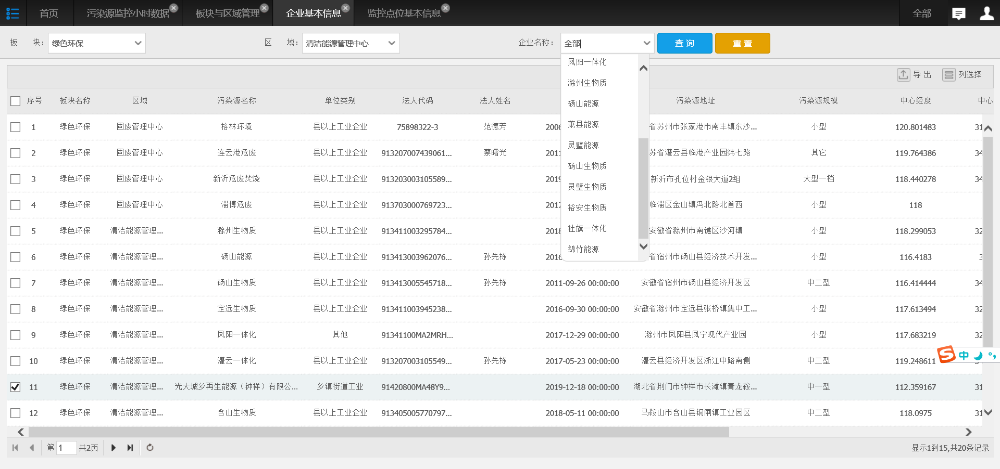 首页 污染源监控小时数据 板块与区域管理 企业基本信息 监控点位基本信息 全部
板 块: 绿色环保 区 域: 清洁能源管理中心 企业名称: 全部 查 询 重 置
凤阳一体化
滁州生物质
砀山能源
萧县能源
灵璧能源
砀山生物质
灵璧生物质
裕安生物质
社旗一体化
绵竹能源
导 出 列选择
序号 板块名称 区域 污染源名称 单位类别 法人代码 法人姓名 污染源地址 污染源规模 中心经度 中心
1 绿色环保 固废管理中心 格林环境 县以上工业企业 75898322-3 范德芳 2006 省苏州市张家港市南丰镇东沙... 小型 120.801483 31
2 绿色环保 固废管理中心 连云港危废 县以上工业企业 913207007439061... 蔡曙光 2011 苏省灌云县临港产业园纬七路 其它 119.764386 34
3 绿色环保 固废管理中心 新沂危废焚烧 县以上工业企业 913203003105589... 2019 新沂市孔位村金银大道2组 大型一档 118.440278 34
4 绿色环保 固废管理中心 淄博危废 县以上工业企业 913703000769723... 2017 临淄区金山镇冯北路北首西 小型 118
5 绿色环保 清洁能源管理... 滁州生物质 县以上工业企业 913411003295784... 2018 安徽省滁州市南谯区沙河镇 小型 118.299053 32
6 绿色环保 清洁能源管理... 砀山能源 县以上工业企业 913413003962076... 孙先栋 2016 省宿州市砀山县经济技术开发... 小型 116.4183 3
7 绿色环保 清洁能源管理... 砀山生物质 县以上工业企业 913413005545718... 孙先栋 2011-09-26 00:00:00 安徽省宿州市砀山县经济开发区 中二型 116.414444 34
8 绿色环保 清洁能源管理... 定远生物质 县以上工业企业 913411003945238... 2016-09-30 00:00:00 安徽省滁州市定远县张桥镇集中工... 小型 117.613494 32
9 绿色环保 清洁能源管理... 凤阳一体化 其他 91341100MA2MRH... 2017-12-29 00:00:00 滁州市凤阳县凤宁现代产业园 小型 117.683219 32
10 绿色环保 清洁能源管理... 灌云一体化 县以上工业企业 913207003105549... 孙先栋 2017-05-23 00:00:00 灌云县经济开发区浙江中路南侧 中二型 119.248611
11 绿色环保 清洁能源管理... 光大城乡再生能源（钟祥）有限公... 乡镇街道工业 91420800MA48Y9... 2019-12-18 00:00:00 湖北省荆门市钟祥市长滩镇青龙鞍... 中一型 112.359167 31
12 绿色环保 清洁能源管理... 含山生物质 县以上工业企业 913405005770797... 2018-05-11 00:00:00 马鞍山市含山县铜闸镇工业园区 中二型 118.0975 31
中
第 1 共2页 显示1到15,共20条记录